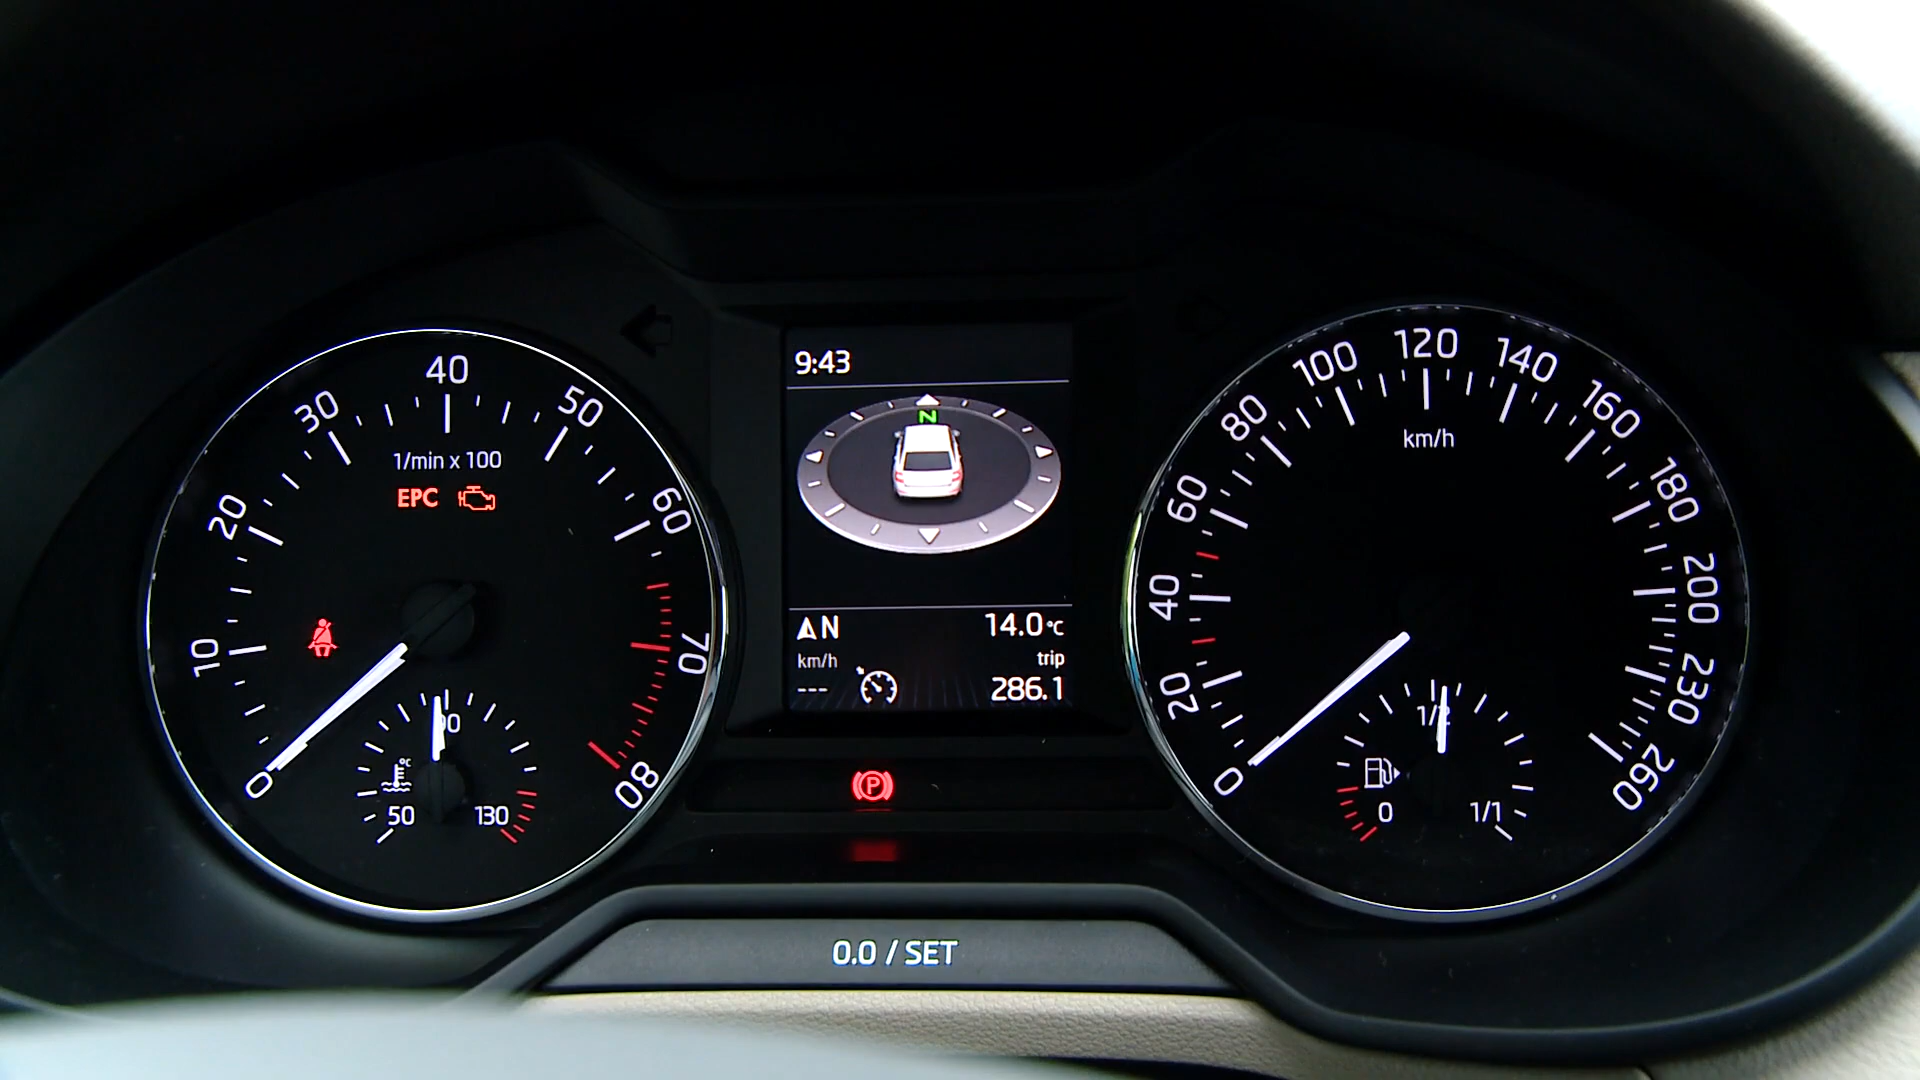 0
10
20
30
40
50
60
70
80
1/min x 100
EPC
°C
50
90
130
9:43
N
N
14.0°C
km/h
trip
---
286.1
P
0.0 / SET
0
20
40
60
80
100
120
140
160
180
200
230
260
km/h
1/2
0
1/1